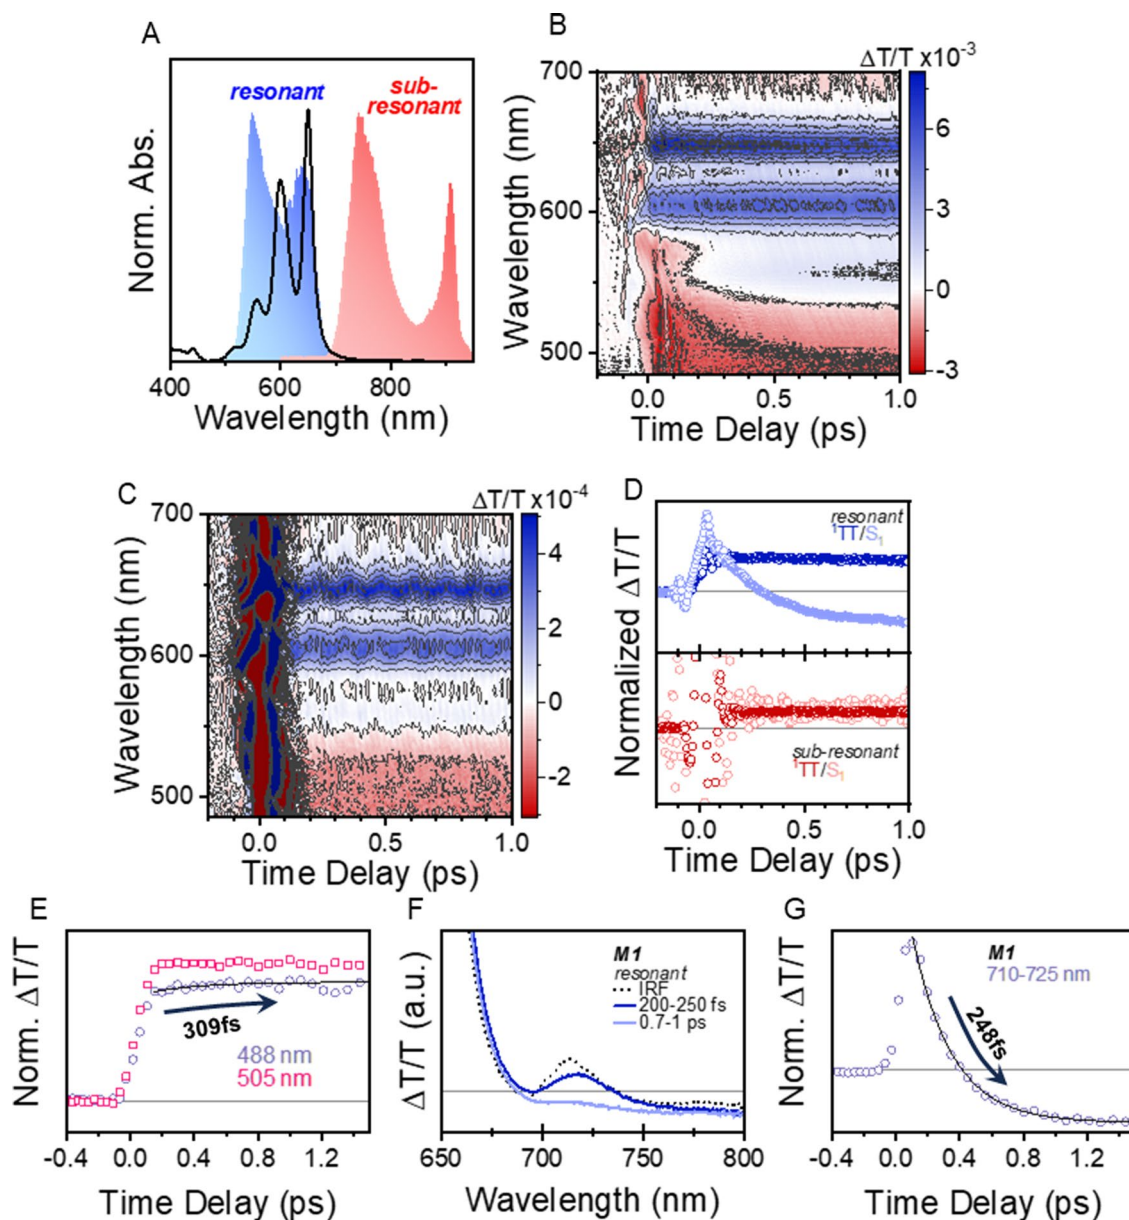 A
resonant
sub-
resonant
Norm. Abs.
400
600
800
Wavelength (nm)
B
ΔT/T x10-3
700
600
500
Wavelength (nm)
6
3
0
-3
0.0
0.5
1.0
Time Delay (ps)
C
ΔT/T x10-4
700
600
500
Wavelength (nm)
4
2
0
-2
0.0
0.5
1.0
Time Delay (ps)
D
resonant
1TT/S1
sub-resonant
1TT/S1
Normalized ΔT/T
0.0
0.5
1.0
Time Delay (ps)
E
Norm. ΔT/T
309fs
488 nm
505 nm
-0.4
0.0
0.4
0.8
1.2
Time Delay (ps)
F
ΔT/T (a.u.)
M1
resonant
IRF
200-250 fs
0.7-1 ps
650
700
750
800
Wavelength (nm)
G
Norm. ΔT/T
M1
710-725 nm
248fs
-0.4
0.0
0.4
0.8
1.2
Time Delay (ps)